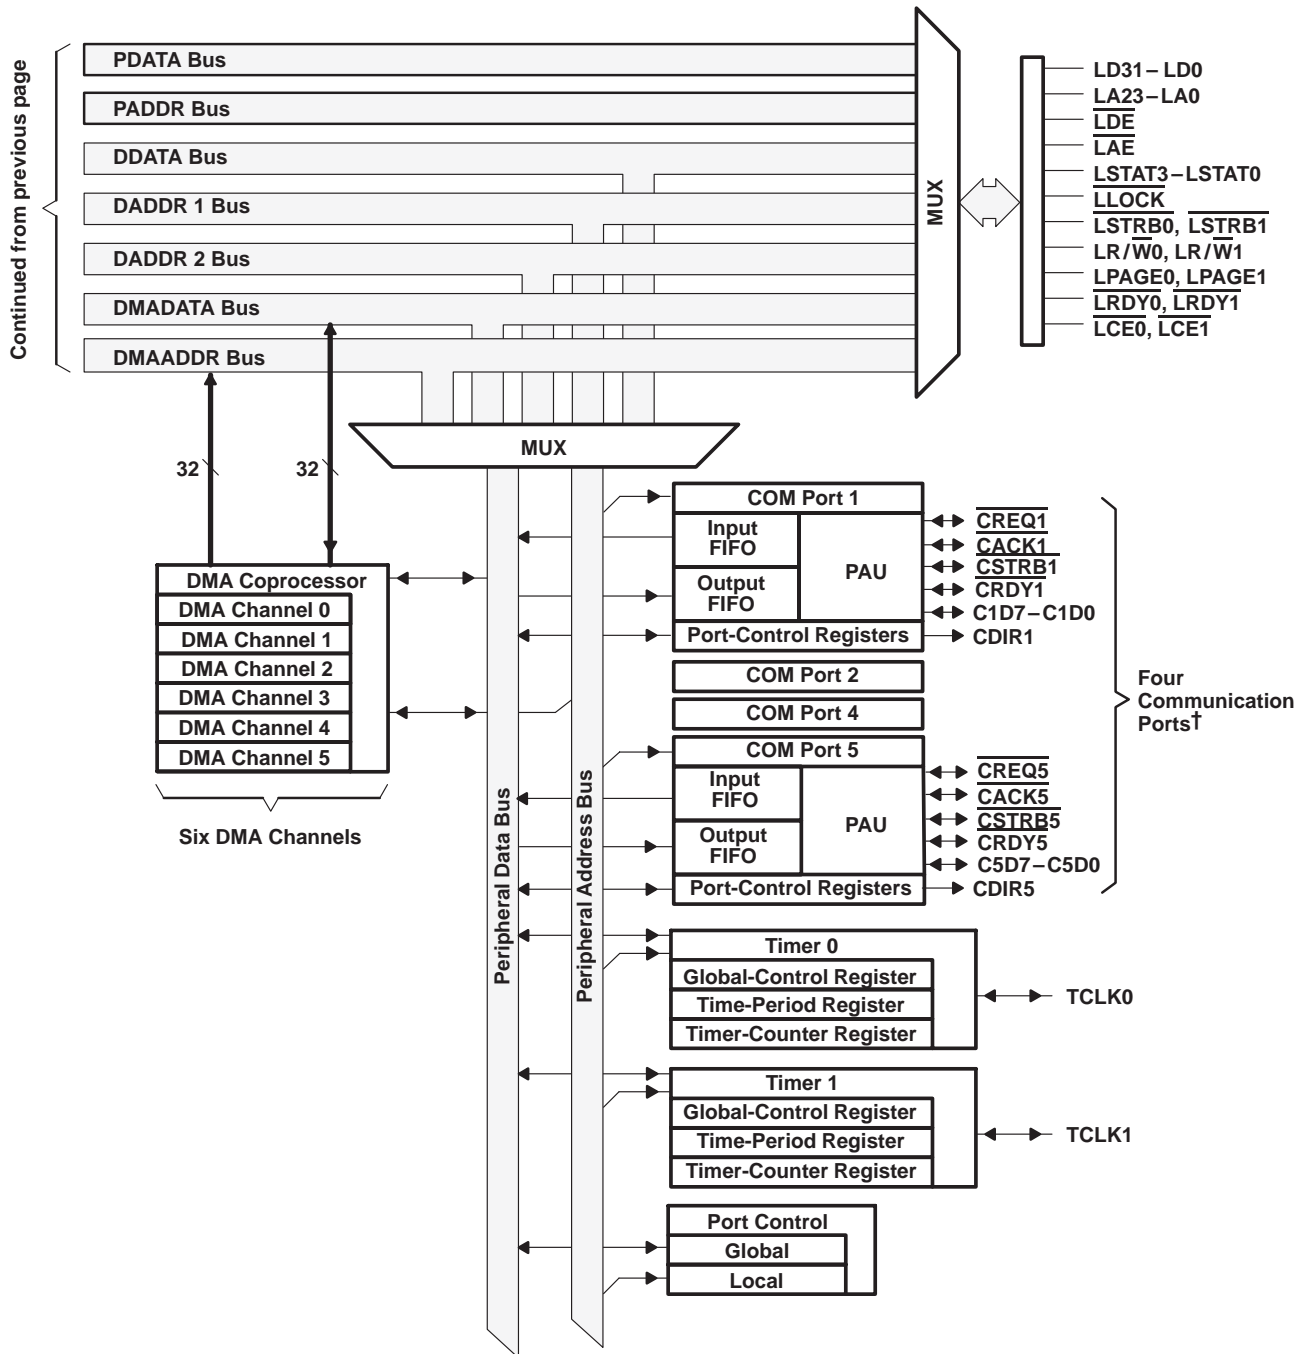 Continued from previous page
PDATA Bus
PADDR Bus
DDATA Bus
DADDR 1 Bus
DADDR 2 Bus
DMADATA Bus
DMAADDR Bus
MUX
LD31–LD0
LA23–LA0
LDE
LAE
LSTAT3–LSTAT0
LLOCK
LSTRB0, LSTRB1
LR/W0, LR/W1
LPAGE0, LPAGE1
LRDY0, LRDY1
LCE0, LCE1
MUX
32
32
DMA Coprocessor
DMA Channel 0
DMA Channel 1
DMA Channel 2
DMA Channel 3
DMA Channel 4
DMA Channel 5
Six DMA Channels
Peripheral Data Bus
Peripheral Address Bus
COM Port 1
Input
FIFO
Output
FIFO
PAU
Port-Control Registers
CREQ1
CACK1
CSTRB1
CRDY1
C1D7–C1D0
CDIR1
COM Port 2
COM Port 4
COM Port 5
Input
FIFO
Output
FIFO
PAU
Port-Control Registers
CREQ5
CACK5
CSTRB5
CRDY5
C5D7–C5D0
CDIR5
Four
Communication
Ports†
Timer 0
Global-Control Register
Time-Period Register
Timer-Counter Register
TCLK0
Timer 1
Global-Control Register
Time-Period Register
Timer-Counter Register
TCLK1
Port Control
Global
Local